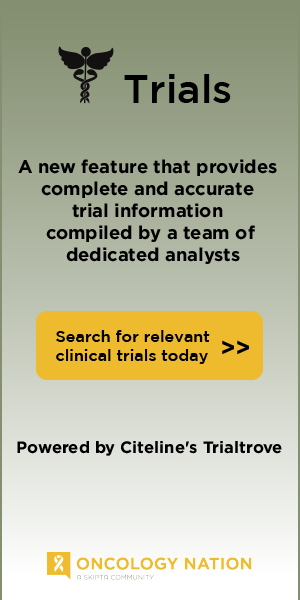 Trials
A new feature that provides
complete and accurate
trial information
compiled by a team of
dedicated analysts
Search for relevant
clinical trials today >>
Powered by Citeline's Trialtrove
ONCOLOGY NATION
A SKIPTA COMMUNITY